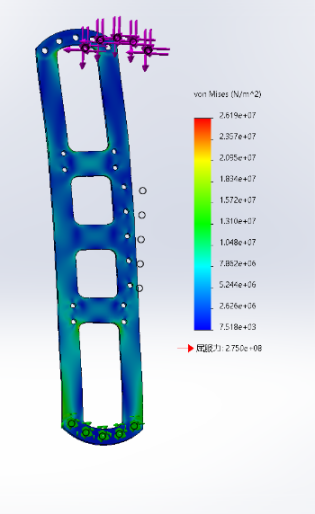 von Mises (N/m^2)
2.619e+07
2.357e+07
2.095e+07
1.834e+07
1.572e+07
1.310e+07
1.048e+07
7.862e+06
5.244e+06
2.626e+06
7.518e+03
屈服力: 2.750e+08